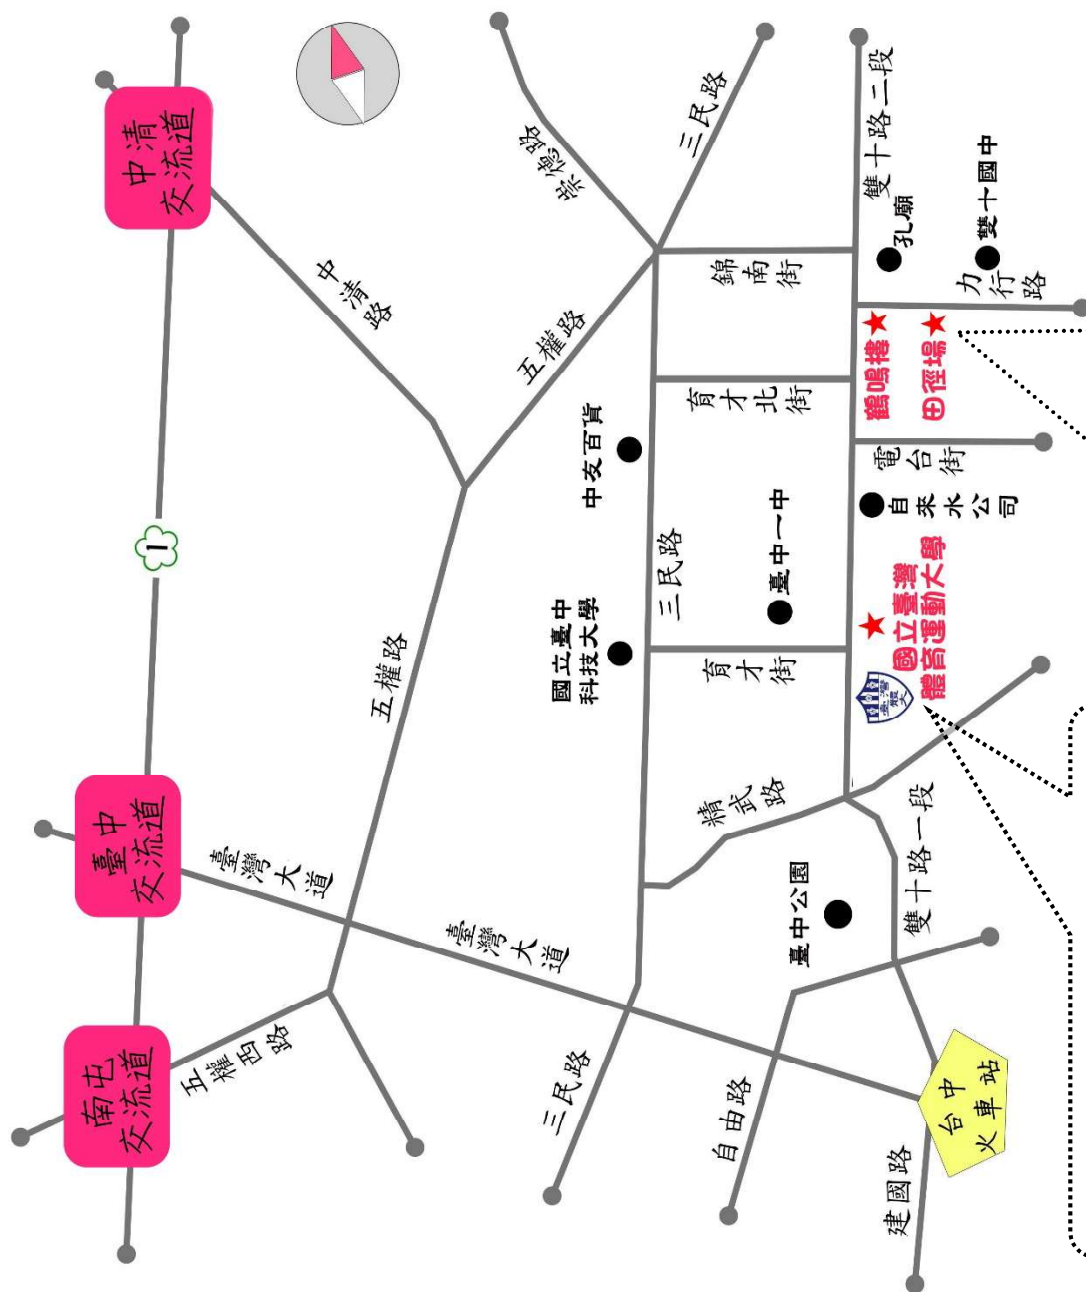 中清
交流道
臺中
交流道
南屯
交流道
1
中清路
崇德路
三民路
五權路
五權路
臺灣大道
臺灣大道
五權西路
三民路
三民路
自由路
建國路
雙十路二段
雙十路一段
錦南街
育才北街
育才街
精武路
力行路
電台街
孔廟
雙十國中
鶴鳴樓
田徑場
中友百貨
臺中一中
自來水公司
國立臺中
科技大學
國立臺灣
體育運動大學
臺灣
體大
臺中公園
台中
火車站